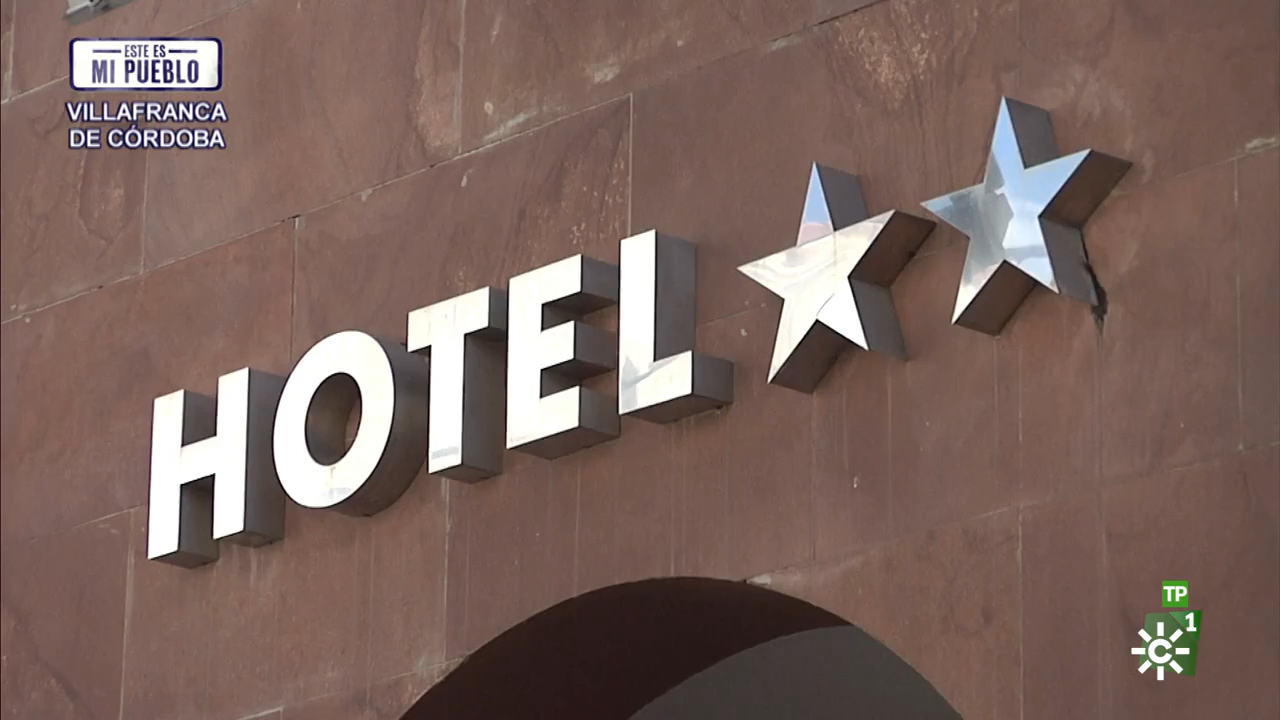 ESTE ES
MI PUEBLO
VILLAFRANCA
DE CÓRDOBA
HOTEL
TP
1